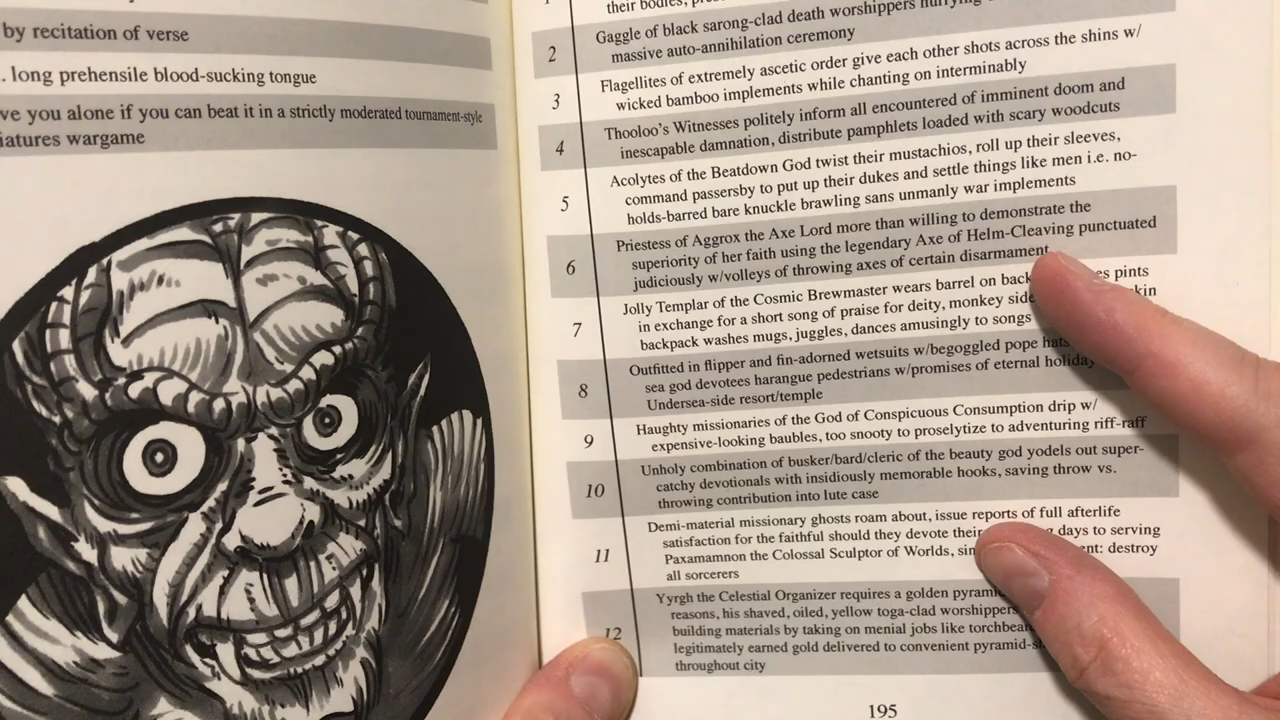 by recitation of verse
. long prehensile blood-sucking tongue
ve you alone if you can beat it in a strictly moderated tournament-style
iatures wargame
their bodies,
2 Gaggle of black sarong-clad death worshippers
massive auto-annihilation ceremony
3 Flagellites of extremely ascetic order give each other shots across the shins w/
wicked bamboo implements while chanting on interminably
4 Thooloo's Witnesses politely inform all encountered of imminent doom and
inescapable damnation, distribute pamphlets loaded with scary woodcuts
5 Acolytes of the Beatdown God twist their mustachios, roll up their sleeves,
command passersby to put up their dukes and settle things like men i.e. no-
holds-barred bare knuckle brawling sans unmanly war implements
6 Priestess of Aggrox the Axe Lord more than willing to demonstrate the
superiority of her faith using the legendary Axe of Helm-Cleaving punctuated
judiciously w/volleys of throwing axes of certain disarmament
7 Jolly Templar of the Cosmic Brewmaster wears barrel on back pints
in exchange for a short song of praise for deity, monkey
backpack washes mugs, juggles, dances amusingly to songs
8 Outfitted in flipper and fin-adorned wetsuits w/begoggled pope hats
sea god devotees harangue pedestrians w/promises of eternal holiday
Undersea-side resort/temple
9 Haughty missionaries of the God of Conspicuous Consumption drip w/
expensive-looking baubles, too snooty to proselytize to adventuring riff-raff
10 Unholy combination of busker/bard/cleric of the beauty god yodels out super-
catchy devotionals with insidiously memorable hooks, saving throw vs.
throwing contribution into lute case
11 Demi-material missionary ghosts roam about, issue reports of full afterlife
satisfaction for the faithful should they devote their days to serving
Paxamamnon the Colossal Sculptor of Worlds, destroy
all sorcerers
12 Yyrgh the Celestial Organizer requires a golden
reasons, his shaved, oiled, yellow toga-clad worshippers
building materials by taking on menial jobs like
legitimately earned gold delivered to convenient
throughout city
195